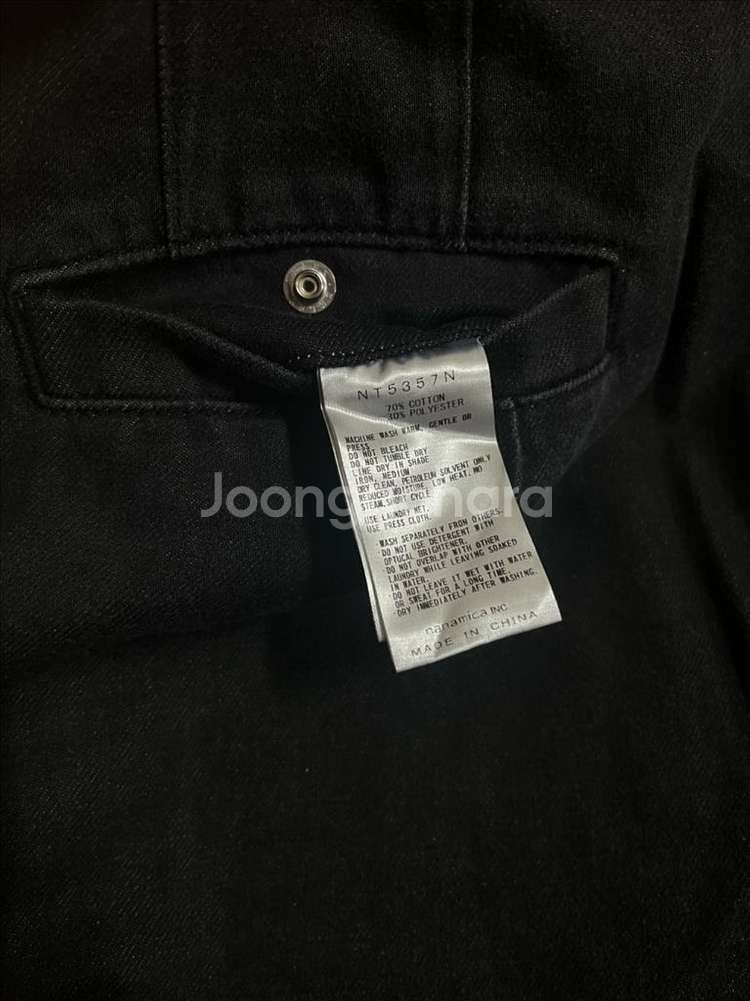 NT5357N
70% COTTON
30% POLYESTER
MACHINE WASH WARM, GENTLE OR
PRESS.
DO NOT BLEACH
DO NOT TUMBLE DRY
LINE DRY IN SHADE
IRON, MEDIUM
DRY CLEAN, PETROLEUM SOLVENT ONLY
REDUCED MOISTURE, LOW HEAT, NO
STEAM, SHORT CYCLE
Joonggonara
USE LAUNDRY NET.
USE PRESS CLOTH.
·WASH SEPARATELY FROM OTHERS.
·DO NOT USE DETERGENT WITH
OPTICAL BRIGHTENER.
·DO NOT OVERLAP WITH OTHER
LAUNDRY WHILE LEAVING SOAKED
IN WATER.
·DO NOT LEAVE IT WET WITH WATER
OR SWEAT FOR A LONG TIME.
·DRY IMMEDIATELY AFTER WASHING.
nanamica INC
MADE IN CHINA